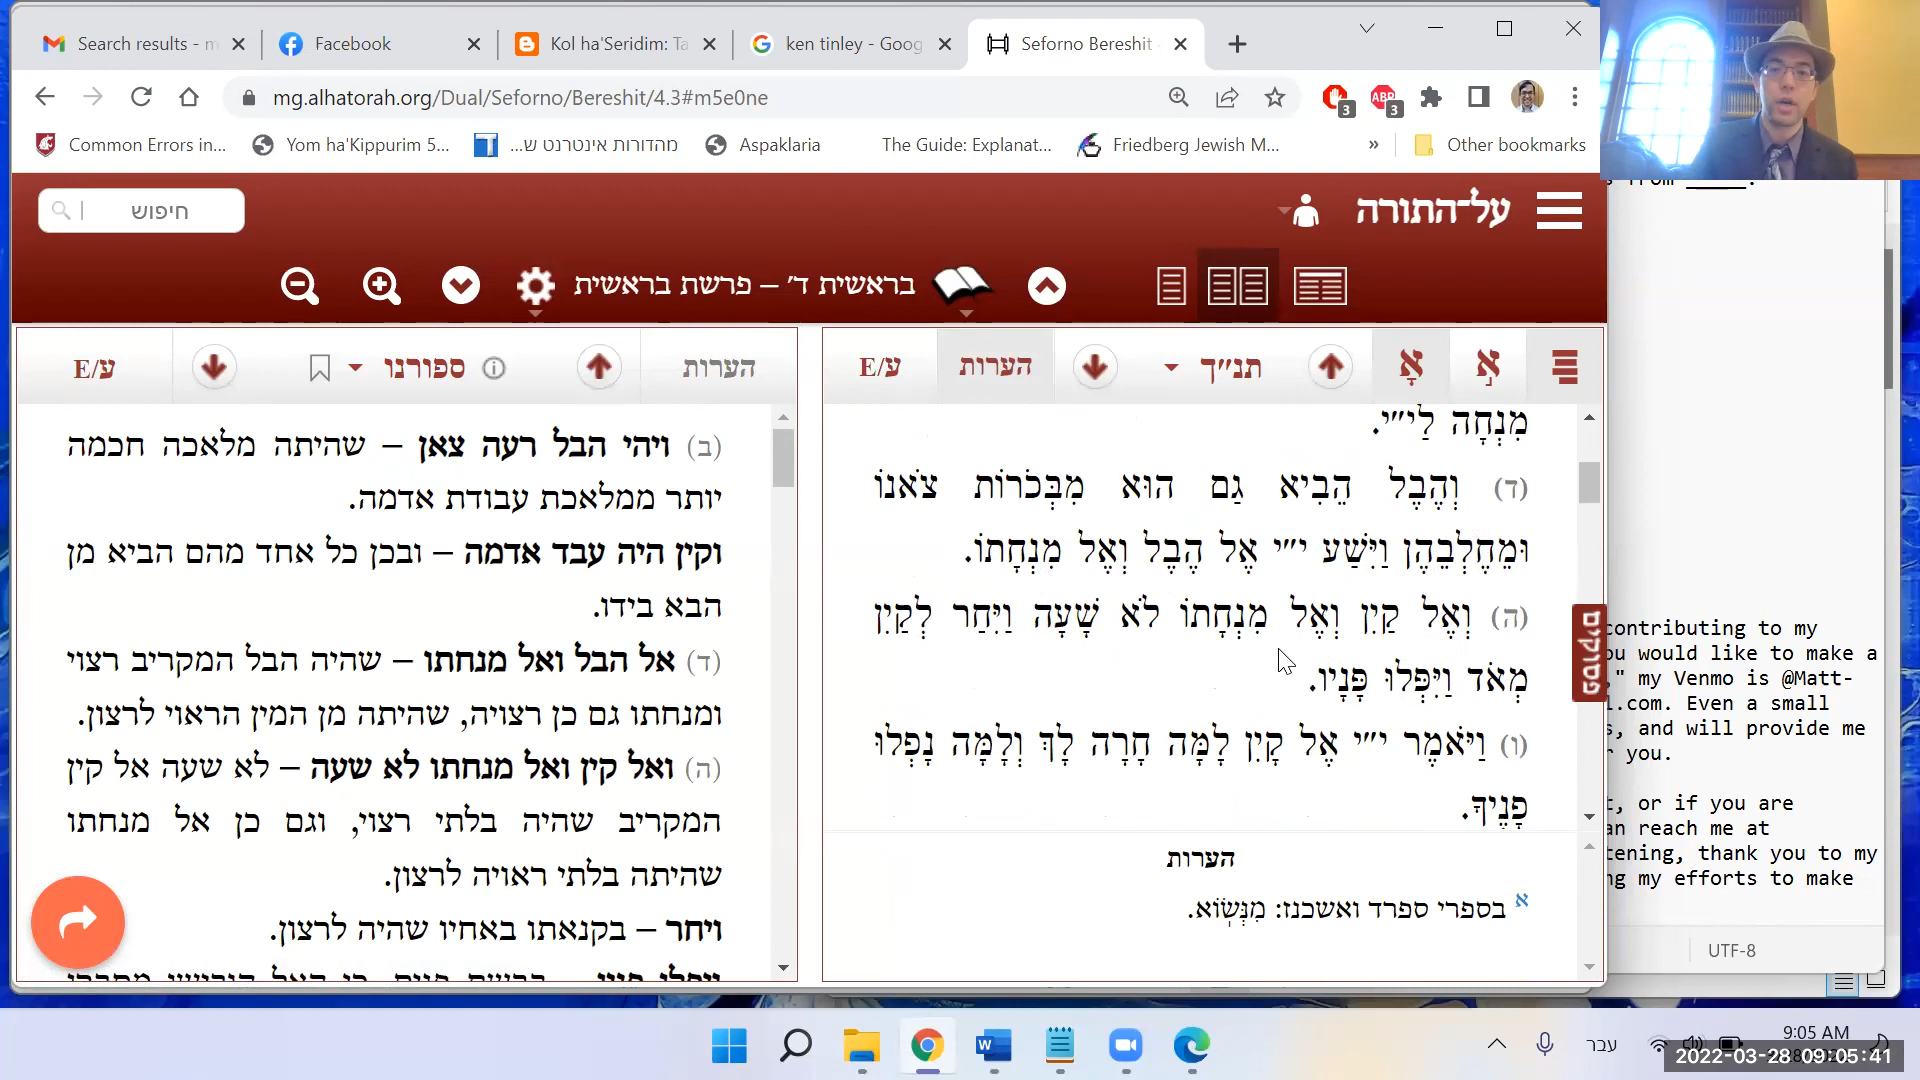 Search results - m
Facebook
Kol ha'Seridim: Ta
ken tinley - Goog
Seforno Bereshit
mg.alhatorah.org/Dual/Seforno/Bereshit/4.3#m5e0ne
3
ABP
3
Common Errors in...
Yom ha'Kippurim 5...
מהדורות אינטרנט ש...
Aspaklaria
The Guide: Explanat...
Friedberg Jewish M...
»
Other bookmarks
חיפוש
על־התורה
בראשית ד' – פרשת בראשית
תנ״ך
הערות
ע/E
א
א
מִנְחָה לַי״י.
(ד) וְהֶבֶל הֵבִיא גַם הוּא מִבְּכֹרוֹת צֹאנוֹ
וּמֵחֶלְבֵהֶן וַיִּשַׁע י״י אֶל הֶבֶל וְאֶל מִנְחָתוֹ.
(ה) וְאֶל קַיִן וְאֶל מִנְחָתוֹ לֹא שָׁעָה וַיִּחַר לְקַיִן
מְאֹד וַיִּפְּלוּ פָּנָיו.
(ו) וַיֹּאמֶר י״י אֶל קָיִן לָמָּה חָרָה לָךְ וְלָמָּה נָפְלוּ
פָנֶיךָ.
הערות
א בספרי ספרד ואשכנז: מִנְּשֽׂוֹא.
פסוקים
הערות
ספורנו
ע/E
(ב) ויהי הבל רעה צאן – שהיתה מלאכה חכמה
יותר ממלאכת עבודת אדמה.
וקין היה עבד אדמה – ובכן כל אחד מהם הביא מן
הבא בידו.
(ד) אל הבל ואל מנחתו – שהיה הבל המקריב רצוי
ומנחתו גם כן רצויה, שהיתה מן המין הראוי לרצון.
(ה) ואל קין ואל מנחתו לא שעה – לא שעה אל קין
המקריב שהיה בלתי רצוי, וגם כן אל מנחתו
שהיתה בלתי ראויה לרצון.
ויחר – בקנאתו באחיו שהיה לרצון.
contributing to my
ou would like to make a
," my Venmo is @Matt-
l.com. Even a small
s, and will provide me
r you.
t, or if you are
an reach me at
tening, thank you to my
ng my efforts to make
UTF-8
עבר
9:05 AM
2022-03-28 09:05:41